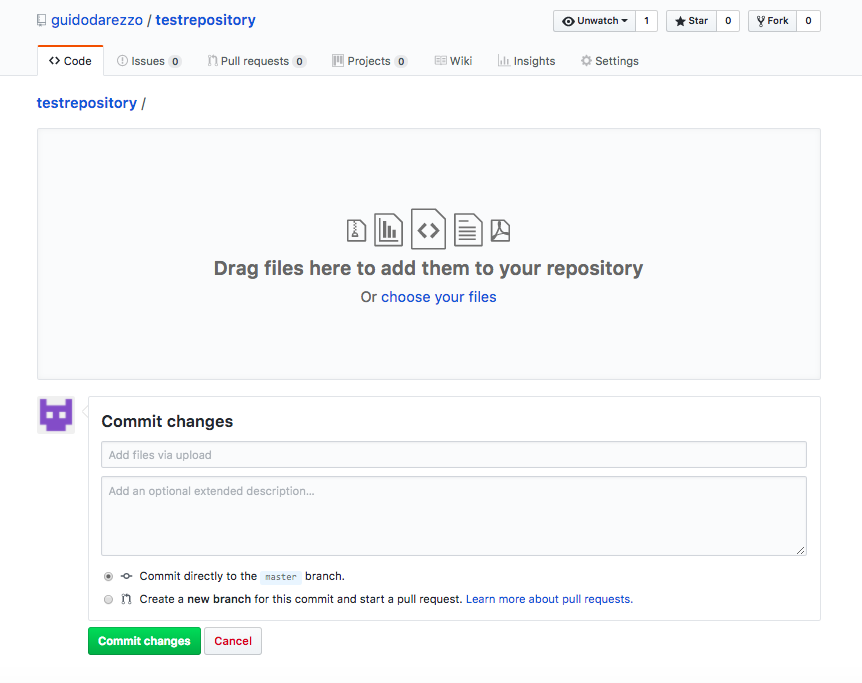 guidodarezzo / testrepository
Unwatch 1 Star 0 Fork 0
Code Issues 0 Pull requests 0 Projects 0 Wiki Insights Settings
testrepository /
Drag files here to add them to your repository
Or choose your files
Commit changes
Add files via upload
Add an optional extended description...
Commit directly to the master branch.
Create a new branch for this commit and start a pull request. Learn more about pull requests.
Commit changes Cancel